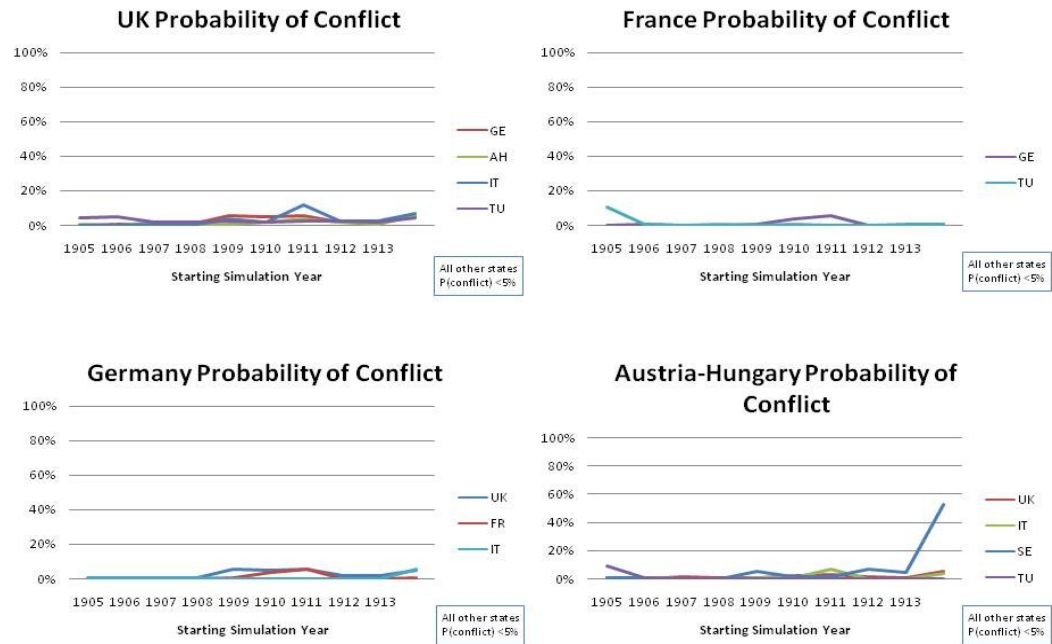 UK Probability of Conflict
100%
80%
60%
40%
20%
0%
1905 1906 1907 1908 1909 1910 1911 1912 1913
Starting Simulation Year
GE
AH
IT
TU
All other states
P(conflict) <5%
France Probability of Conflict
100%
80%
60%
40%
20%
0%
1905 1906 1907 1908 1909 1910 1911 1912 1913
Starting Simulation Year
GE
TU
All other states
P(conflict) <5%
Germany Probability of Conflict
100%
80%
60%
40%
20%
0%
1905 1906 1907 1908 1909 1910 1911 1912 1913
Starting Simulation Year
UK
FR
IT
All other states
P(conflict) <5%
Austria-Hungary Probability of
Conflict
100%
80%
60%
40%
20%
0%
1905 1906 1907 1908 1909 1910 1911 1912 1913
Starting Simulation Year
UK
IT
SE
TU
All other states
P(conflict) <5%